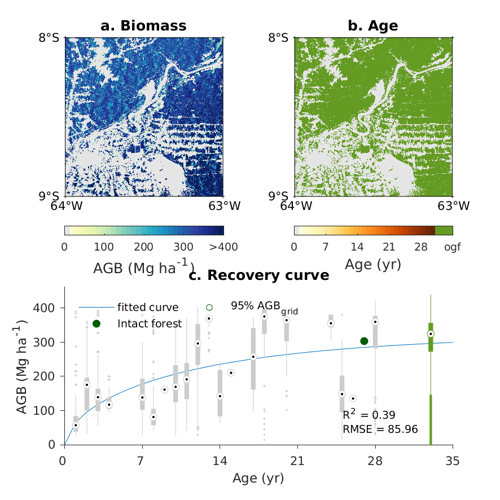 a. Biomass
b. Age
8°S
8°S
9°S
9°S
64°W 63°W
64°W 63°W
0 100 200 300 >400
0 7 14 21 28 ogf
AGB (Mg ha⁻¹)
Age (yr)
c. Recovery curve
fitted curve
95% AGB_grid
Intact forest
400
300
200
100
0
AGB (Mg ha⁻¹)
R² = 0.39
RMSE = 85.96
0 7 14 21 28 35
Age (yr)